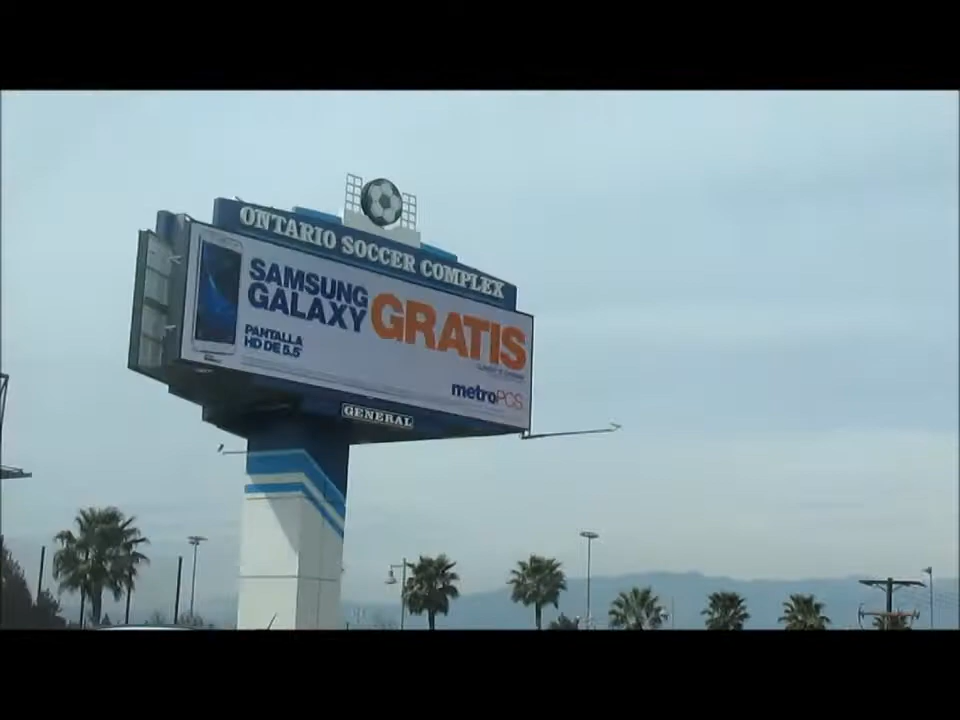 ONTARIO SOCCER COMPLEX
SAMSUNG
GALAXY
GRATIS
PANTALLA
HD DE 5.5"
metroPCS
GENERAL